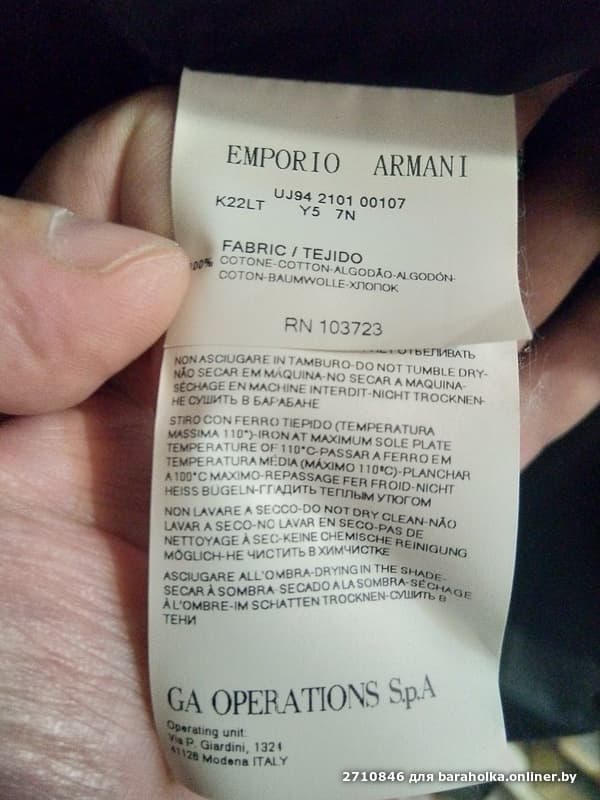 EMPORIO ARMANI
UJ94 2101 00107
K22LT Y5 7N
FABRIC / TEJIDO
100% COTONE-COTTON-ALGODÃO-ALGODÓN-
COTON-BAUMWOLLE-ХЛОПОК
RN 103723
ОТБЕЛИВАТЬ
NON ASCIUGARE IN TAMBURO-DO NOT TUMBLE DRY-
NÃO SECAR EM MÁQUINA-NO SECAR A MAQUINA-
SÉCHAGE EN MACHINE INTERDIT-NICHT TROCKNEN-
НЕ СУШИТЬ В БАРАБАНЕ
STIRO CON FERRO TIEPIDO (TEMPERATURA
MASSIMA 110°)-IRON AT MAXIMUM SOLE PLATE
TEMPERATURE OF 110°C-PASSAR A FERRO EM
TEMPERATURA MÉDIA (MÁXIMO 110ºC)-PLANCHAR
A 100°C MAXIMO-REPASSAGE FER FROID-NICHT
HEISS BÜGELN-ГЛАДИТЬ ТЕПЛЫМ УТЮГОМ
NON LAVARE A SECCO-DO NOT DRY CLEAN-NÃO
LAVAR A SECO-NO LAVAR EN SECO-PAS DE
NETTOYAGE À SEC-KEINE CHEMISCHE REINIGUNG
MÖGLICH-НЕ ЧИСТИТЬ В ХИМЧИСТКЕ
ASCIUGARE ALL'OMBRA-DRYING IN THE SHADE-
SECAR À SOMBRA-SECADO A LA SOMBRA-SÉCHAGE
À L'OMBRE-IM SCHATTEN TROCKNEN-СУШИТЬ В
ТЕНИ
GA OPERATIONS S.p.A
Operating unit:
Via P. Giardini, 1324
41126 Modena ITALY
2710846 для baraholka.onliner.by